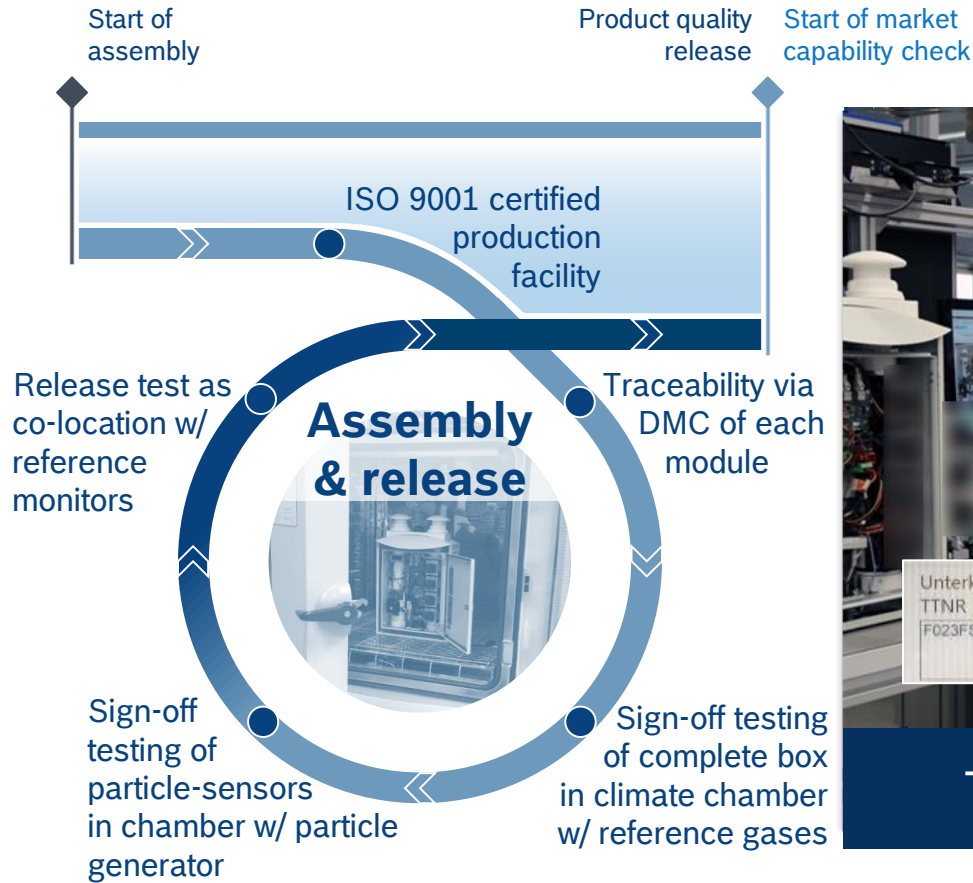 Start of
assembly
Product quality
release
Start of market
capability check
ISO 9001 certified
production
facility
Release test as
co-location w/
reference
monitors
Assembly
& release
Traceability via
DMC of each
module
Sign-off
testing of
particle-sensors
in chamber w/ particle
generator
Sign-off testing
of complete box
in climate chamber
w/ reference gases
TTNR